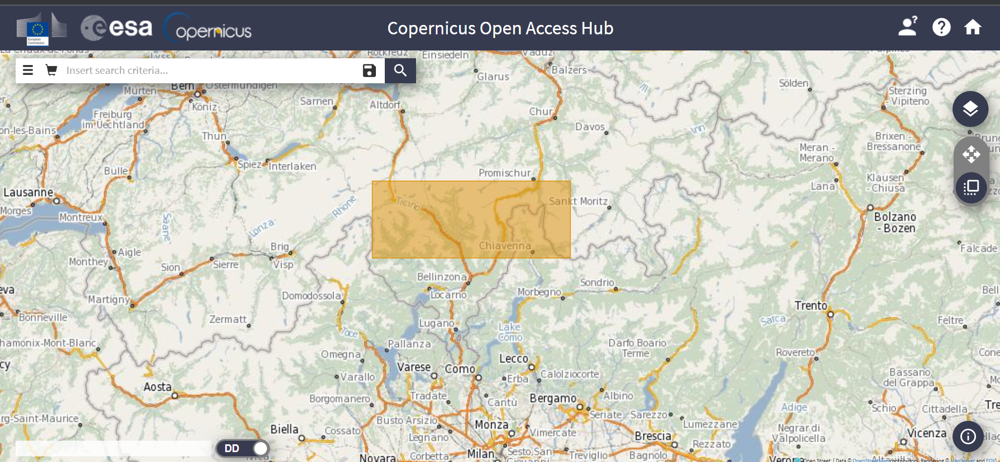 European
Commission
esa
opernicus
Copernicus Open Access Hub
?
Insert search criteria...
Einsiedeln
Vaduz
Balzers
Glarus
Sölden
Sterzing
- Vipiteno
Bern
Ostermundigen
Murten
Köniz
Sarnen
Altdorf
Chur
Davos
Inn
Freiburg
im Üechtland
on-les-Bains
Thun
Brixen -
Bressanone
Meran -
Merano
Spiez
Interlaken
Bulle
Promischur
Klausen
- Chiusa
Lana
Lausanne
Morges
Montreux
Saane
Rhone
Ticino
Sankt Moritz
Bolzano
- Bozen
Lonza
Brig
Visp
Chiavenna
Falcade
Aigle
Monthey
Sion
Sierre
Bellinzona
Locarno
Morbegno
Sondrio
Domodossola
Martigny
Bonneville
Zermatt
Toce
Lugano
Lake
Como
Trento
Sarca
Feltre
hamonix-Mont-Blanc
Pallanza
Omegna
Darfo Boario
Terme
Rovereto
Varese
Como
Lecco
Varallo
Erba
Calolziocorte
Bassano
del Grappa
Aosta
Borgomanero
Tradate
Cantù
Bergamo
Albino
Adige
Schio
Cittadella
rg-Saint-Maurice
Busto Arsizio
Seriate
Sarezzo
Lumezzane
Biella
Cossato
Legnano
Monza
Vimercate
Brescia
Negrar di
Valpolicella
Vicenza
DD
Novara
Corbetta
Milan
Sesto San
Giovanni
Treviglio
Bagnolo
Rezzato
Open Street: { Data © OpenStreetMap contributors, Rendering © MapServer and EOX}